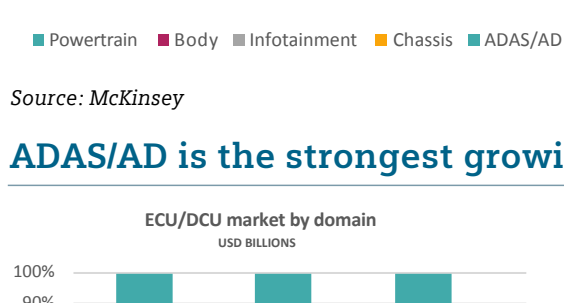 Powertrain Body Infotainment Chassis ADAS/AD
Source: McKinsey
ADAS/AD is the strongest growi
ECU/DCU market by domain
USD BILLIONS
100%
90%